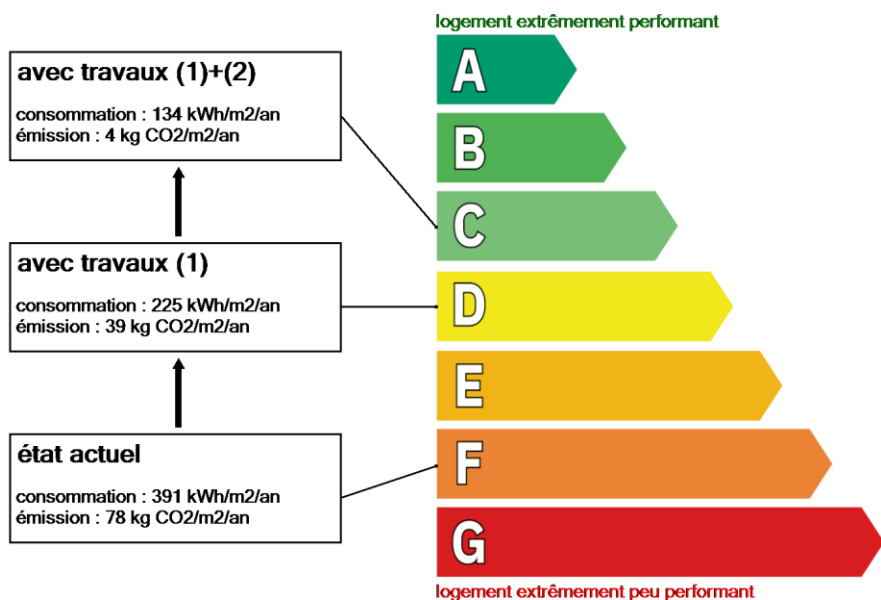 logement extrêmement performant
avec travaux (1)+(2)
consommation : 134 kWh/m2/an
émission : 4 kg CO2/m2/an
avec travaux (1)
consommation : 225 kWh/m2/an
émission : 39 kg CO2/m2/an
état actuel
consommation : 391 kWh/m2/an
émission : 78 kg CO2/m2/an
A
B
C
D
E
F
G
logement extrêmement peu performant